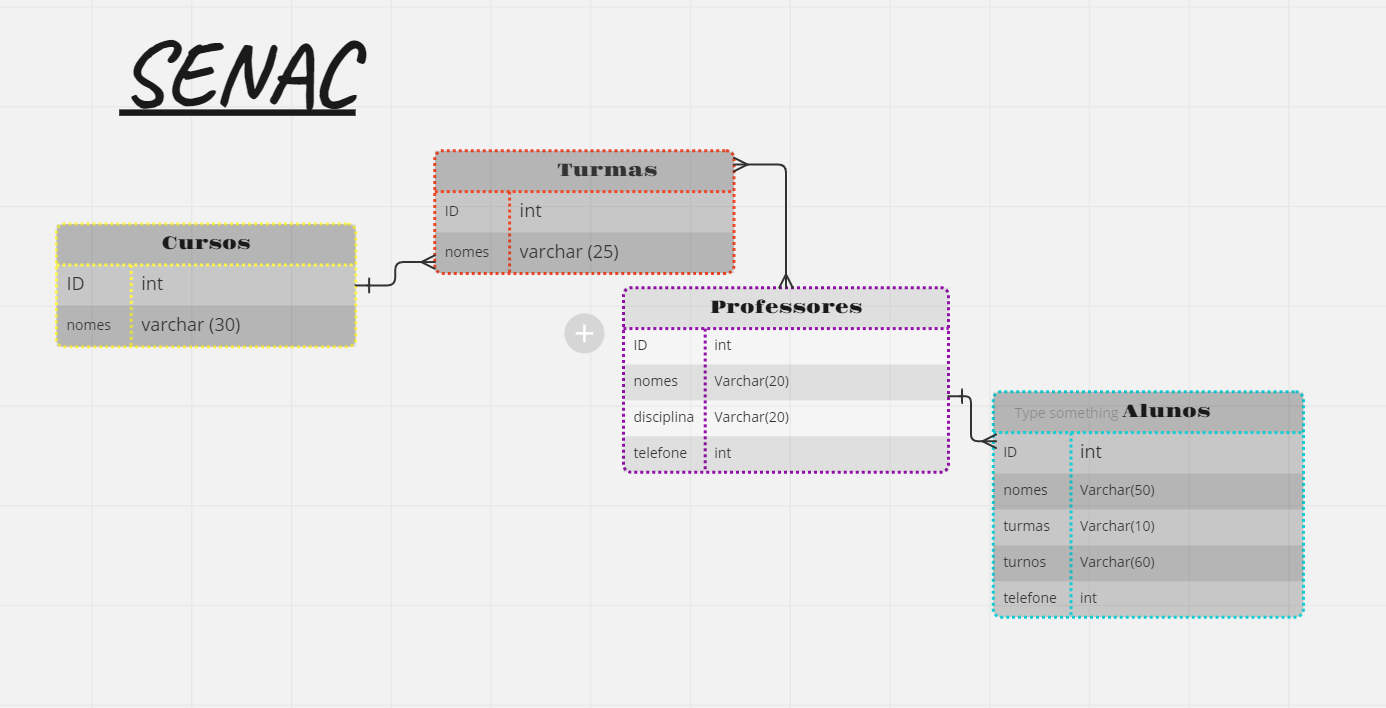 SENAC
Cursos
ID int
nomes varchar (30)
Turmas
ID int
nomes varchar (25)
Professores
ID int
nomes Varchar(20)
disciplina Varchar(20)
telefone int
Type something Alunos
ID int
nomes Varchar(50)
turmas Varchar(10)
turnos Varchar(60)
telefone int